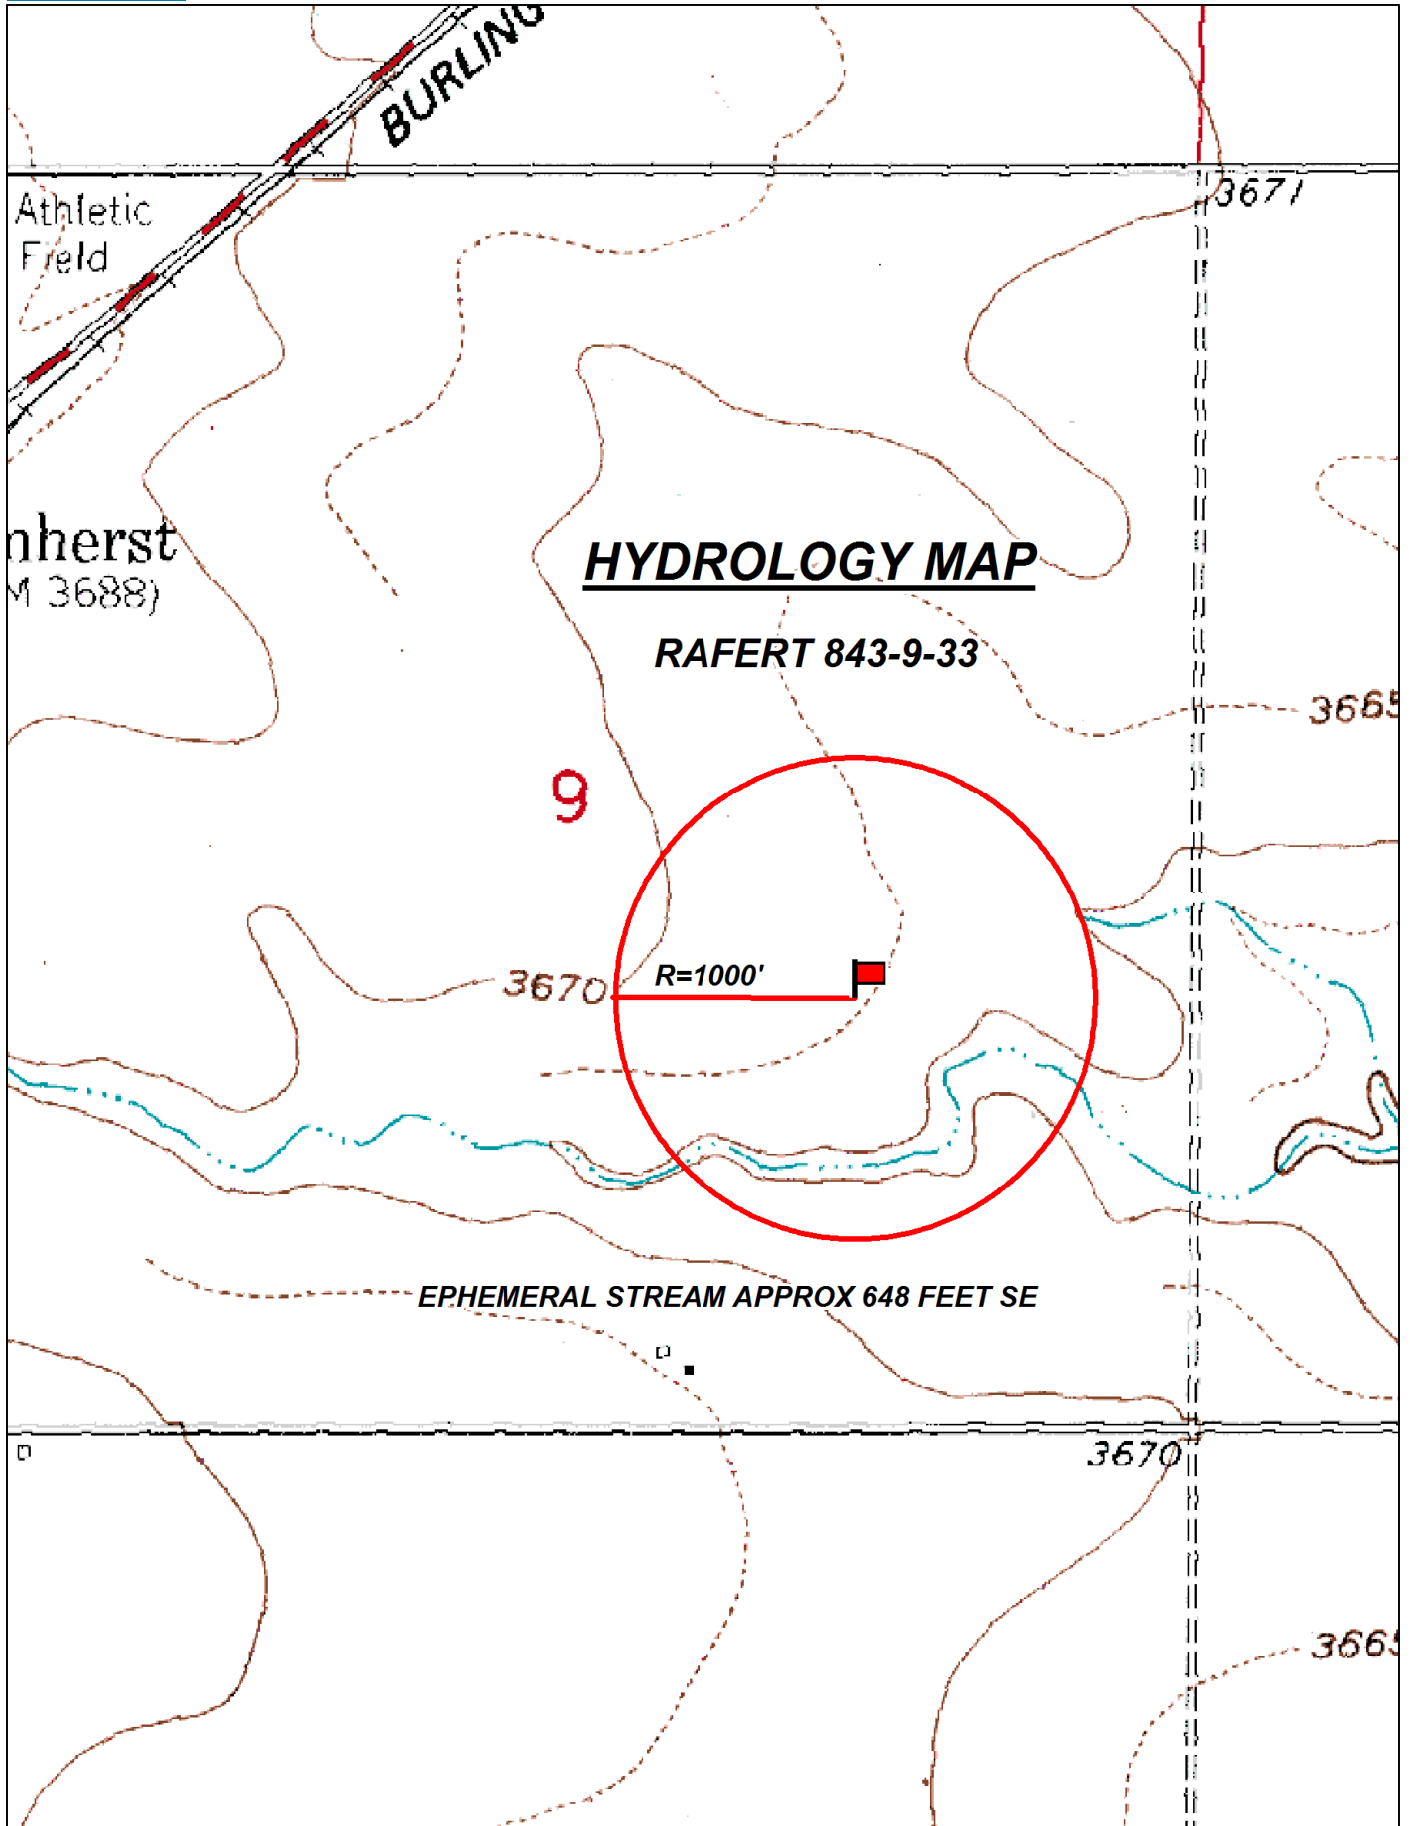 BURLING
3671
Athletic
Field
nherst
M 3688)
HYDROLOGY MAP
RAFERT 843-9-33
3665
9
R=1000'
3670
EPHEMERAL STREAM APPROX 648 FEET SE
3670
3665